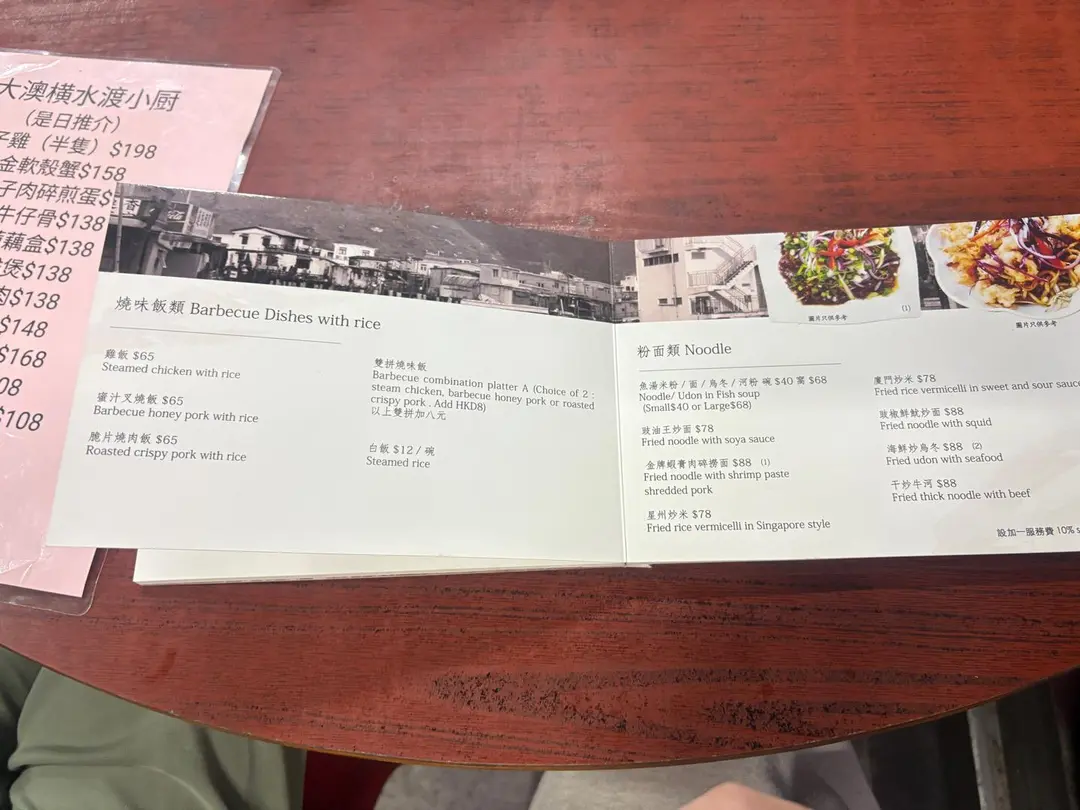 大澳橫水渡小厨
(是日推介)
子雞 (半隻) $198
金軟殼蟹$158
子肉碎煎蛋$
牛仔骨$138
藕盒$138
煲$138
肉$138
$148
$168
08
$108
燒味飯類 Barbecue Dishes with rice
雞飯 $65
Steamed chicken with rice
蜜汁叉燒飯 $65
Barbecue honey pork with rice
脆片燒肉飯 $65
Roasted crispy pork with rice
雙拼燒味飯
Barbecue combination platter A (Choice of 2 :
steam chicken, barbecue honey pork or roasted
crispy pork . Add HKD8)
以上雙拼加八元
白飯 $12 / 碗
Steamed rice
(1)
圖片只供參考
圖片只供參考
粉面類 Noodle
魚湯米粉 / 面 / 烏冬 / 河粉 碗 $40 窩 $68
Noodle/ Udon in Fish soup
(Small$40 or Large$68)
豉油王炒面 $78
Fried noodle with soya sauce
金牌蝦膏肉碎撈面 $88 (1)
Fried noodle with shrimp paste
shredded pork
星州炒米 $78
Fried rice vermicelli in Singapore style
廈門炒米 $78
Fried rice vermicelli in sweet and sour sauce
豉椒鮮魷炒面 $88
Fried noodle with squid
海鮮炒烏冬 $88 (2)
Fried udon with seafood
干炒牛河 $88
Fried thick noodle with beef
設加一服務費 10% s